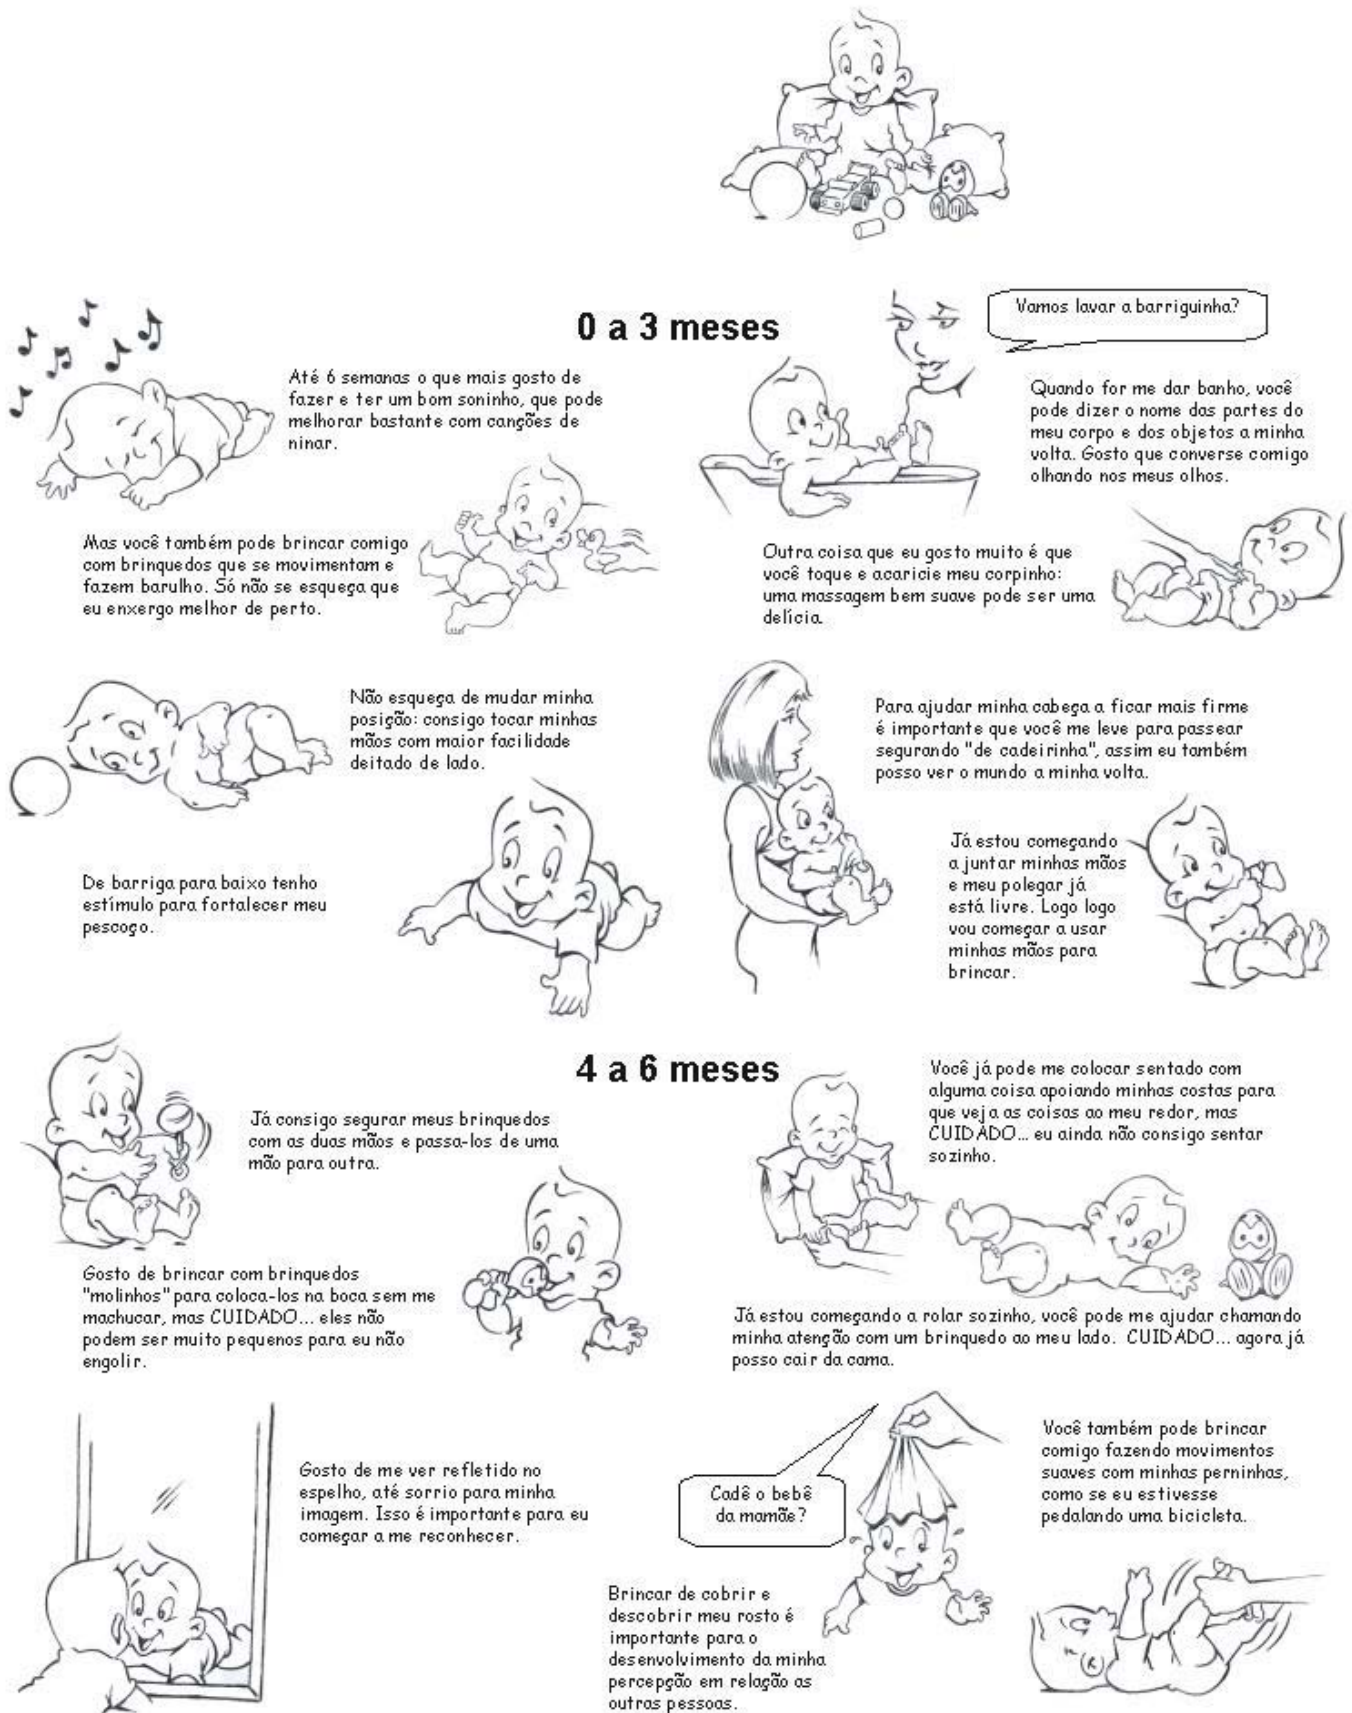 0 a 3 meses
Até 6 semanas o que mais gosto de
fazer e ter um bom soninho, que pode
melhorar bastante com canções de
ninar.
Vamos lavar a barriguinha?
Quando for me dar banho, você
pode dizer o nome das partes do
meu corpo e dos objetos a minha
volta. Gosto que converse comigo
olhando nos meus olhos.
Mas você também pode brincar comigo
com brinquedos que se movimentam e
fazem barulho. Só não se esqueça que
eu enxergo melhor de perto.
Outra coisa que eu gosto muito é que
você toque e acaricie meu corpinho:
uma massagem bem suave pode ser uma
delícia.
Não esqueça de mudar minha
posição: consigo tocar minhas
mãos com maior facilidade
deitado de lado.
Para ajudar minha cabeça a ficar mais firme
é importante que você me leve para passear
segurando "de cadeirinha", assim eu também
posso ver o mundo a minha volta.
De barriga para baixo tenho
estímulo para fortalecer meu
pescoço.
Já estou começando
a juntar minhas mãos
e meu polegar já
está livre. Logo logo
vou começar a usar
minhas mãos para
brincar.
4 a 6 meses
Já consigo segurar meus brinquedos
com as duas mãos e passa-los de uma
mão para outra.
Você já pode me colocar sentado com
alguma coisa apoiando minhas costas para
que veja as coisas ao meu redor, mas
CUIDADO... eu ainda não consigo sentar
sozinho.
Gosto de brincar com brinquedos
"molinhos" para coloca-los na boca sem me
machucar, mas CUIDADO... eles não
podem ser muito pequenos para eu não
engolir.
Já estou começando a rolar sozinho, você pode me ajudar chamando
minha atenção com um brinquedo ao meu lado. CUIDADO... agora já
posso cair da cama.
Gosto de me ver refletido no
espelho, até sorrio para minha
imagem. Isso é importante para eu
começar a me reconhecer.
Cadê o bebê
da mamãe?
Brincar de cobrir e
descobrir meu rosto é
importante para o
desenvolvimento da minha
percepção em relação as
outras pessoas.
Você também pode brincar
comigo fazendo movimentos
suaves com minhas perninhas,
como se eu estivesse
pedalando uma bicicleta.